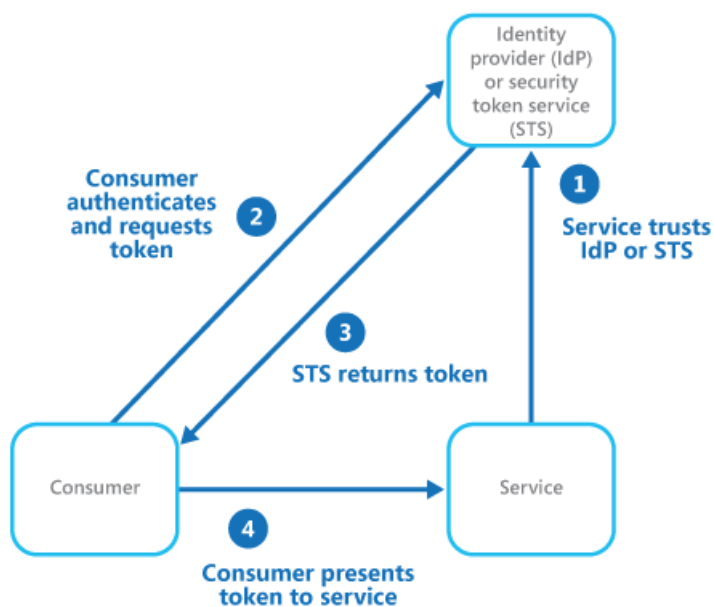 Identity
provider (IdP)
or security
token service
(STS)
1
Service trusts
IdP or STS
Consumer
authenticates
and requests
token
2
3
STS returns token
Consumer
Service
4
Consumer presents
token to service